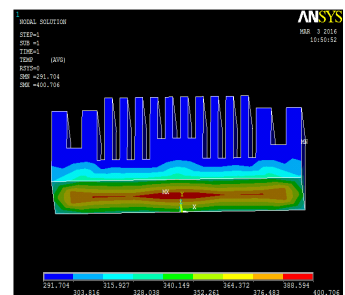 1
NODAL SOLUTION
ANSYS
STEP=1
SUB =1
TIME=1
TEMP (AVG)
RSYS=0
SMN =291.704
SMX =400.706
MAR 3 2016
10:50:52
MN
MX
Y
X
291.704 315.927 340.149 364.372 388.594
303.816 328.038 352.261 376.483 400.706